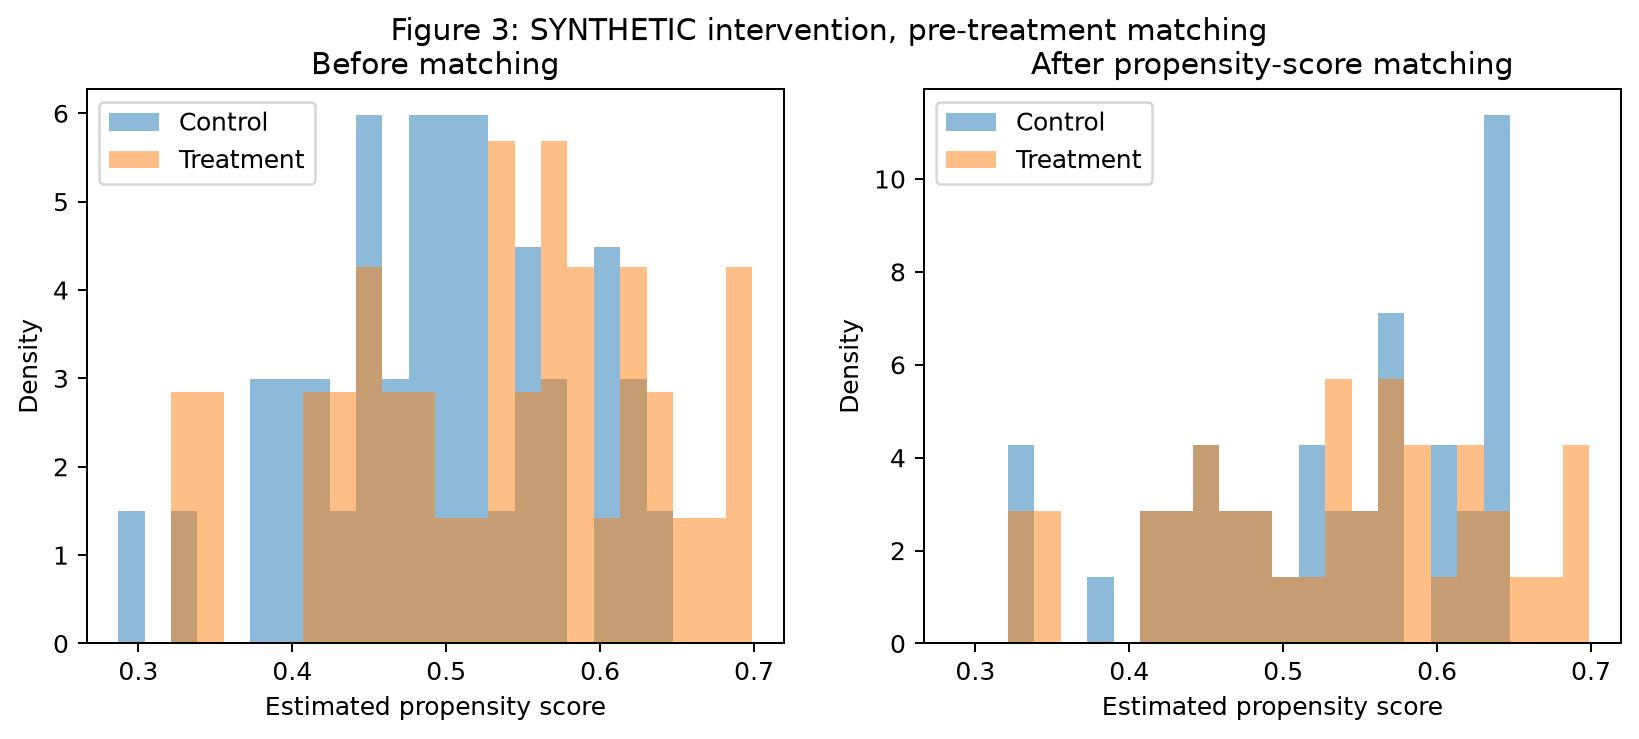 Figure 3: SYNTHETIC intervention, pre-treatment matching
Before matching
Control
Treatment
6
5
4
3
2
1
0
Density
0.3 0.4 0.5 0.6 0.7
Estimated propensity score
After propensity-score matching
Control
Treatment
10
8
6
4
2
0
Density
0.3 0.4 0.5 0.6 0.7
Estimated propensity score